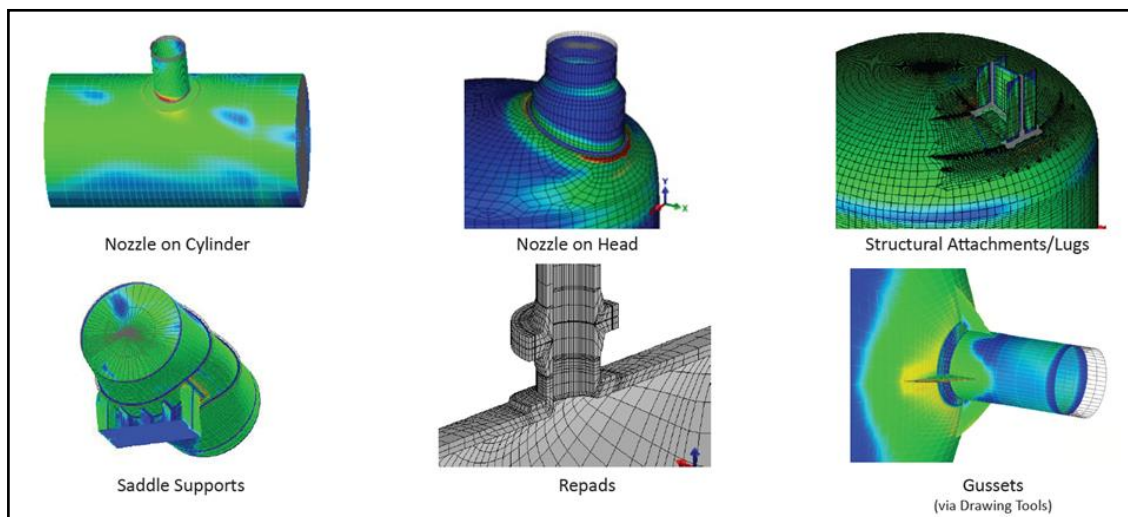 Nozzle on Cylinder
Nozzle on Head
Y
X
Structural Attachments/Lugs
Saddle Supports
Repads
Gussets
(via Drawing Tools)